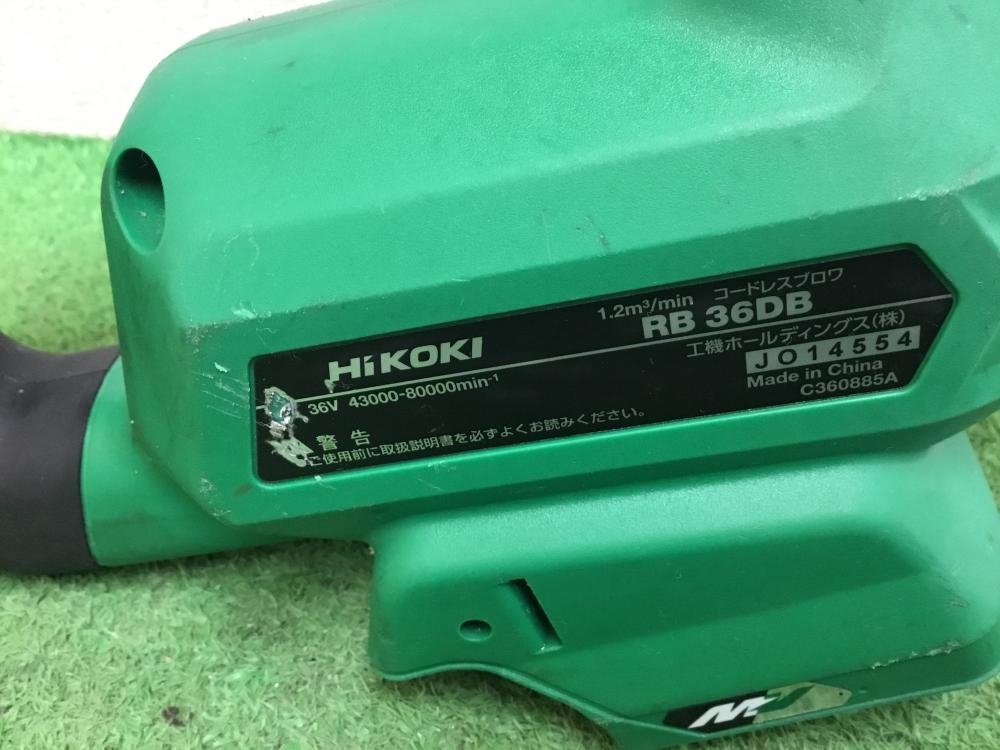 1.2m³/min コードレスブロワ
HiKOKI RB 36DB
36V 43000-80000min⁻¹ 工機ホールディングス(株)
JO14554
警告 Made in China
ご使用前に取扱説明書を必ずよくお読みください。 C360885A